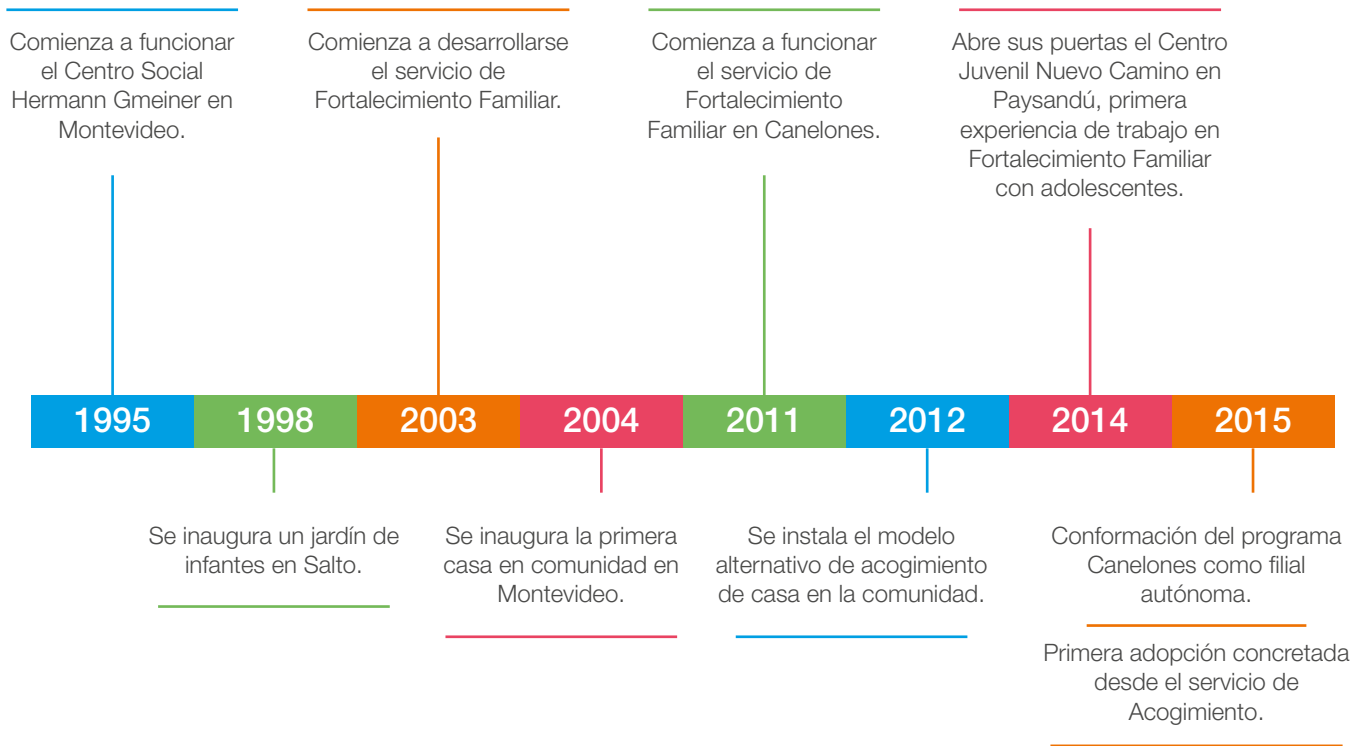 Comienza a funcionar
el Centro Social
Hermann Gmeiner en
Montevideo.
Comienza a desarrollarse
el servicio de
Fortalecimiento Familiar.
Comienza a funcionar
el servicio de
Fortalecimiento
Familiar en Canelones.
Abre sus puertas el Centro
Juvenil Nuevo Camino en
Paysandú, primera
experiencia de trabajo en
Fortalecimiento Familiar
con adolescentes.
1995 1998 2003 2004 2011 2012 2014 2015
Se inaugura un jardín de
infantes en Salto.
Se inaugura la primera
casa en comunidad en
Montevideo.
Se instala el modelo
alternativo de acogimiento
de casa en la comunidad.
Conformación del programa
Canelones como filial
autónoma.
Primera adopción concretada
desde el servicio de
Acogimiento.